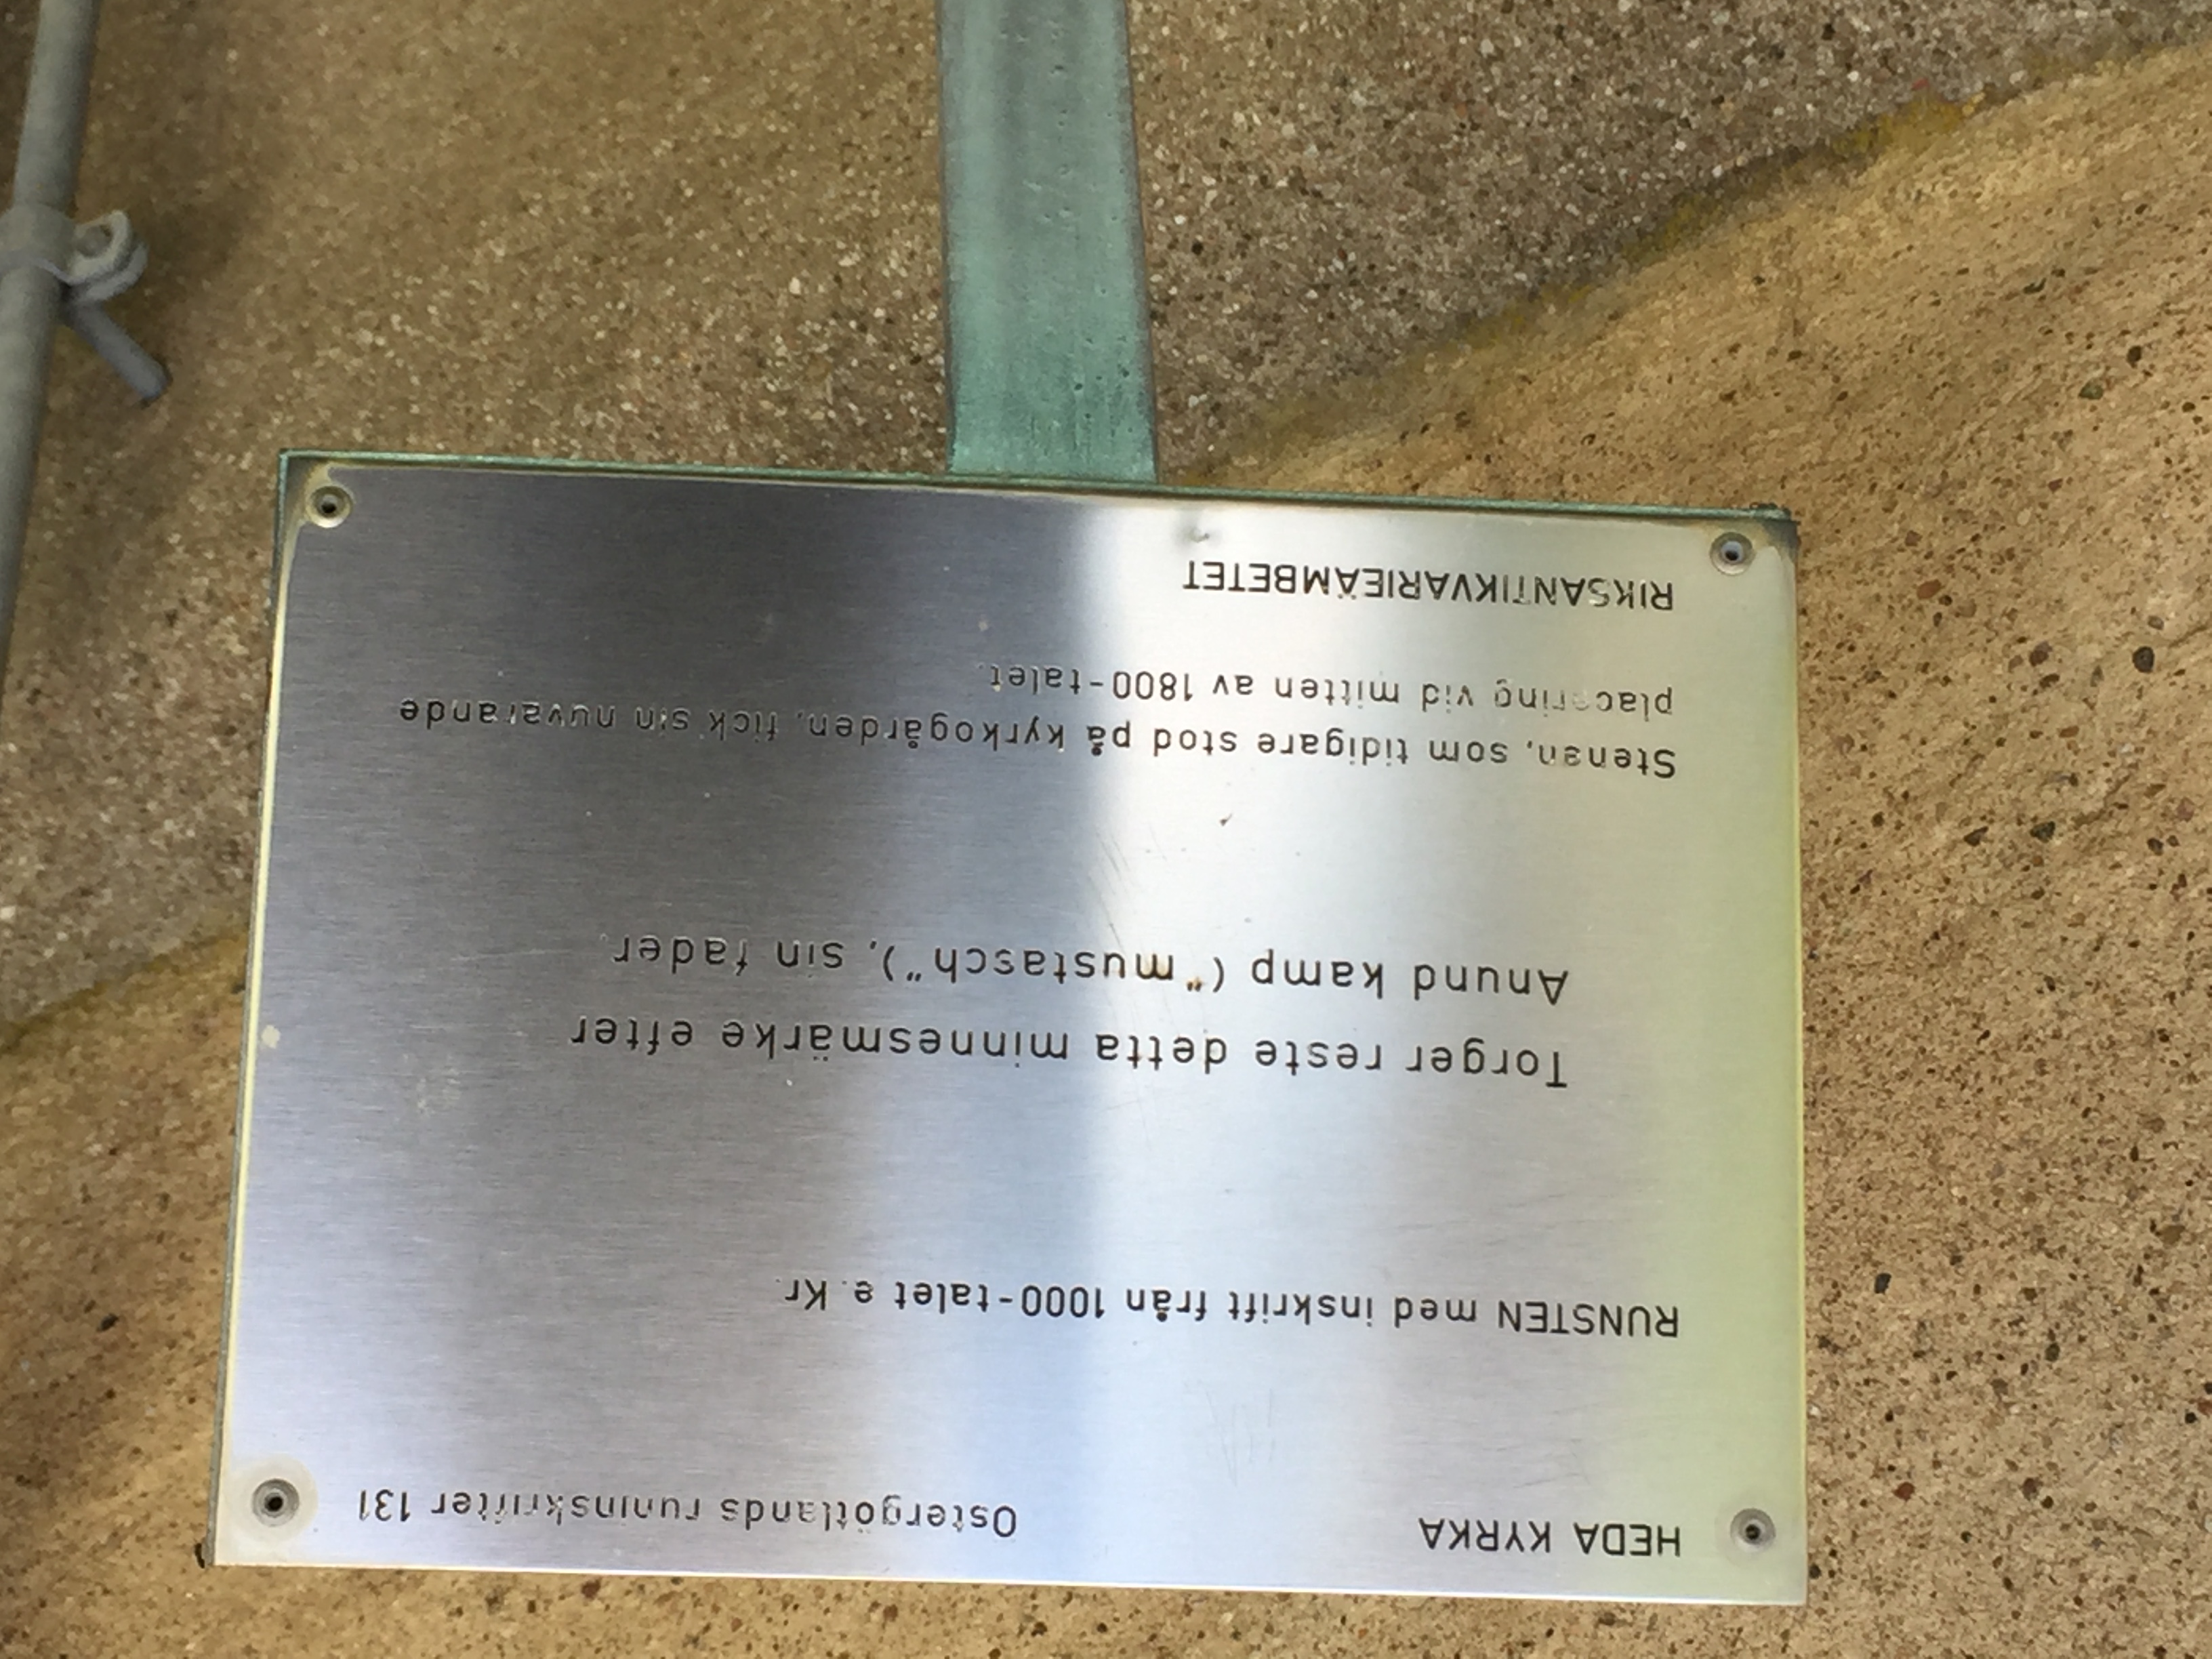 HEDA KYRKA Östergötlands runinskrifter 131
RUNSTEN med inskrift från 1000-talet e. Kr.
Torger reste detta minnesmärke efter
Anund kamp ("mustasch"), sin fader.
Stenen, som tidigare stod på kyrkogården, fick sin nuvarande
placering vid mitten av 1800-talet.
RIKSANTIKVARIEÄMBETET